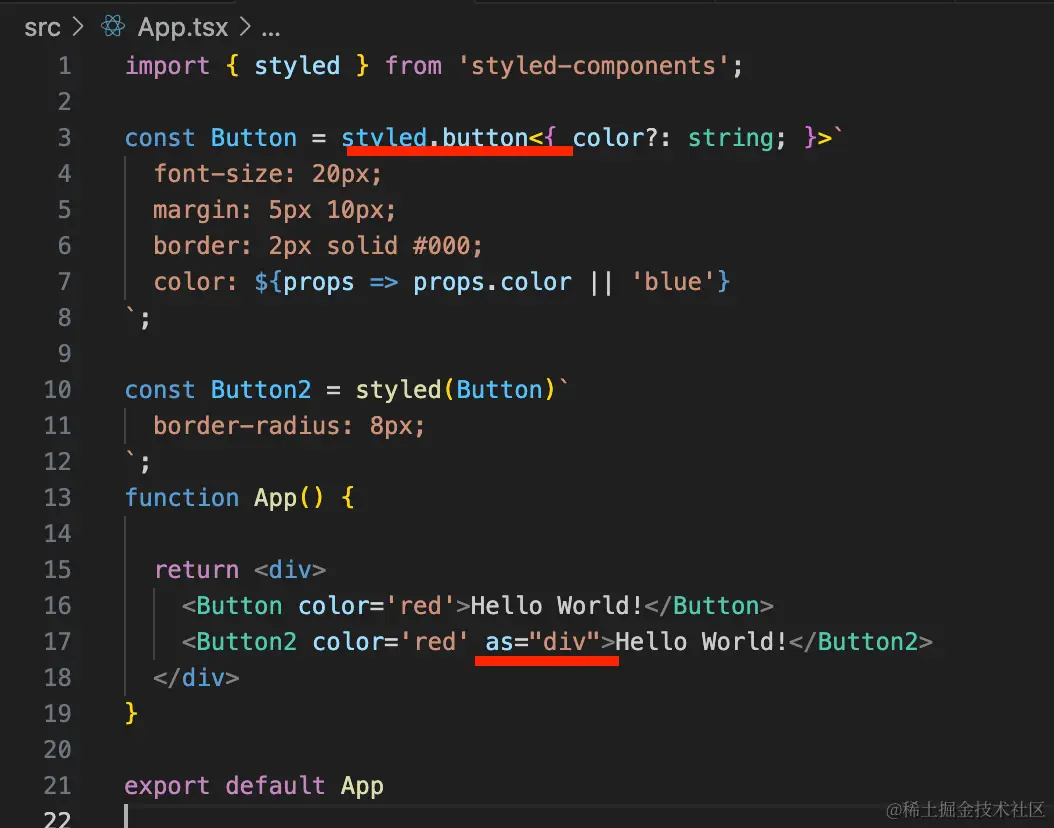 src > App.tsx > ...
1 import { styled } from 'styled-components';
2
3 const Button = styled.button<{ color?: string; }>`
4   font-size: 20px;
5   margin: 5px 10px;
6   border: 2px solid #000;
7   color: ${props => props.color || 'blue'}
8 `;
9
10 const Button2 = styled(Button)`
11   border-radius: 8px;
12 `;
13 function App() {
14
15   return <div>
16     <Button color='red'>Hello World!</Button>
17     <Button2 color='red' as="div">Hello World!</Button2>
18   </div>
19 }
20
21 export default App
22
@稀土掘金技术社区